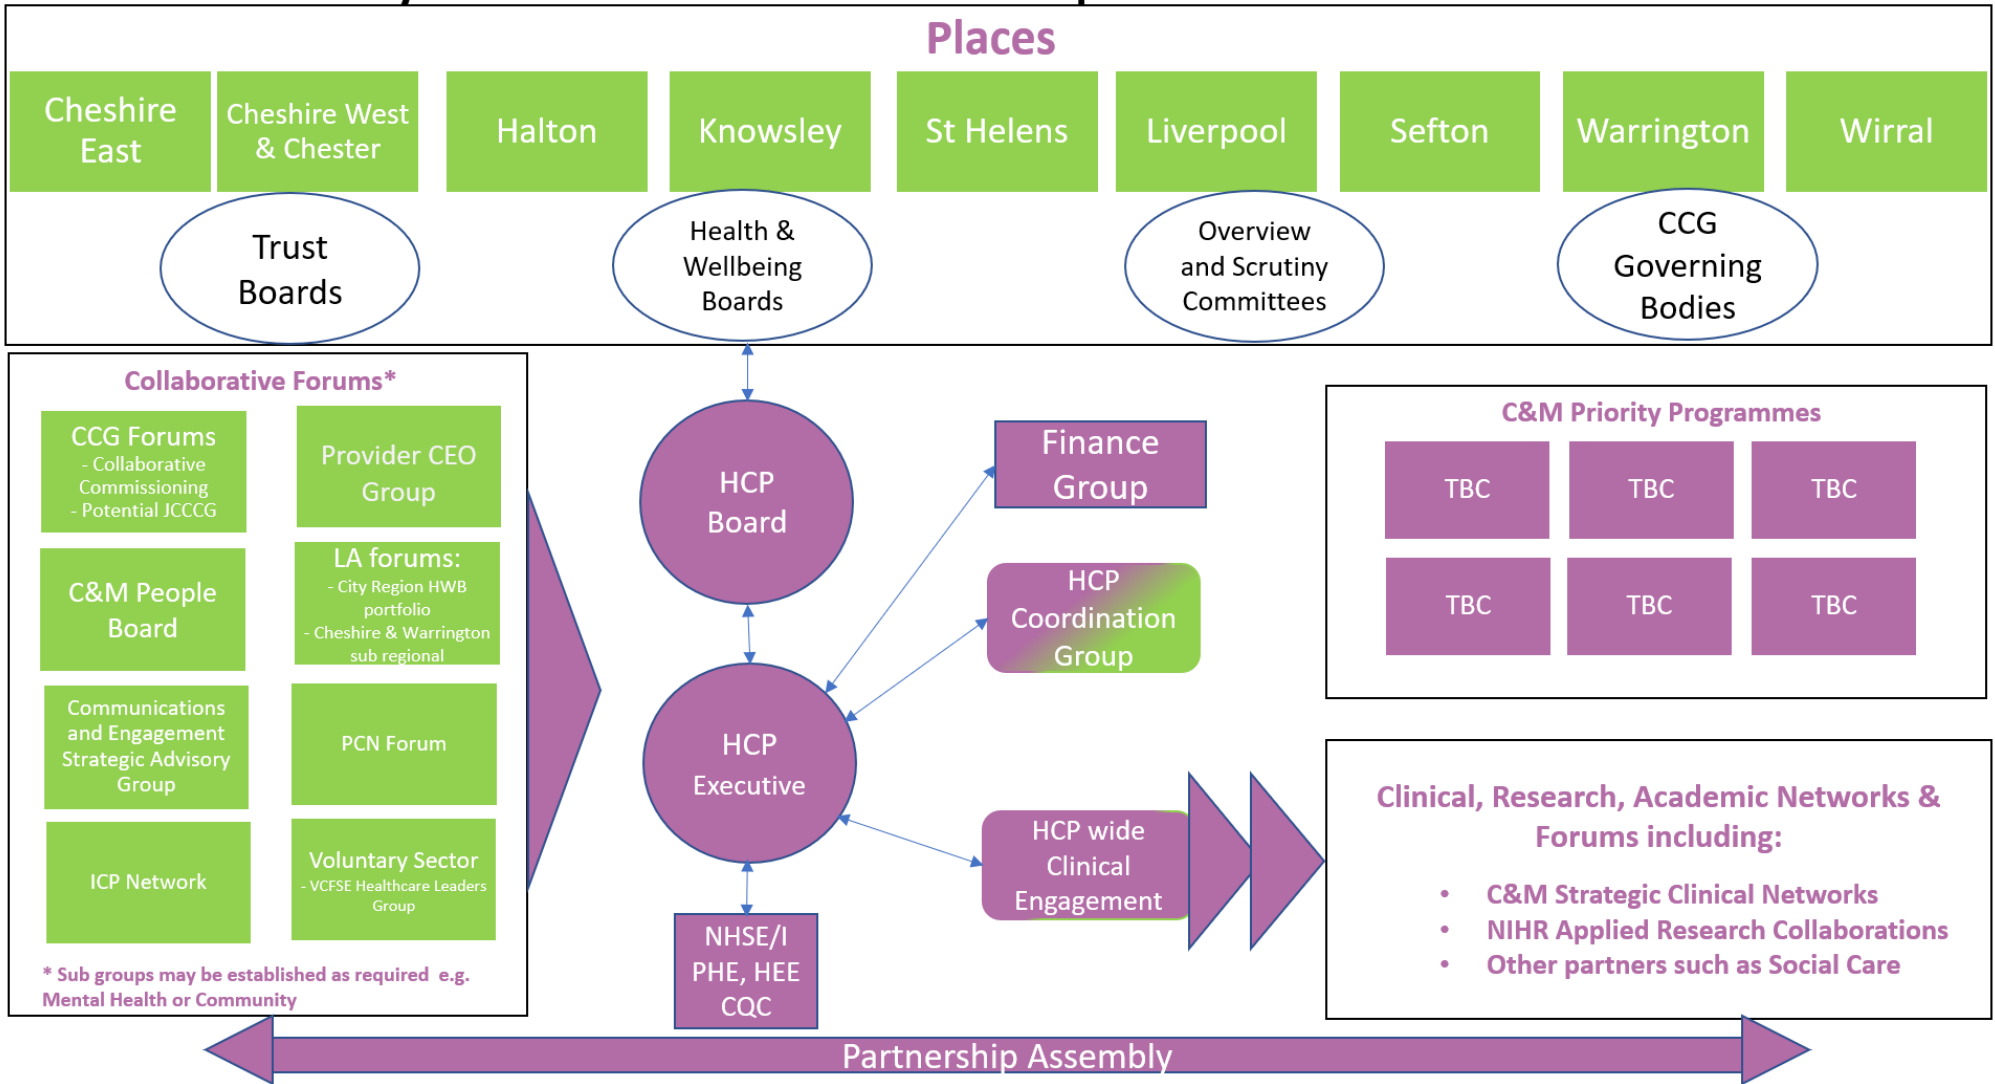 Places
Cheshire
East
Cheshire West
& Chester
Halton
Knowsley
St Helens
Liverpool
Sefton
Warrington
Wirral
Trust
Boards
Health &
Wellbeing
Boards
Overview
and Scrutiny
Committees
CCG
Governing
Bodies
Collaborative Forums*
CCG Forums
- Collaborative
Commissioning
- Potential JCCCG
Provider CEO
Group
C&M People
Board
LA forums:
- City Region HWB
portfolio
- Cheshire & Warrington
sub regional
Communications
and Engagement
Strategic Advisory
Group
PCN Forum
ICP Network
Voluntary Sector
- VCFSE Healthcare Leaders
Group
* Sub groups may be established as required e.g.
Mental Health or Community
HCP
Board
HCP
Executive
NHSE/I
PHE, HEE
CQC
Finance
Group
HCP
Coordination
Group
HCP wide
Clinical
Engagement
C&M Priority Programmes
TBC
TBC
TBC
TBC
TBC
TBC
Clinical, Research, Academic Networks &
Forums including:
• C&M Strategic Clinical Networks
• NIHR Applied Research Collaborations
• Other partners such as Social Care
Partnership Assembly